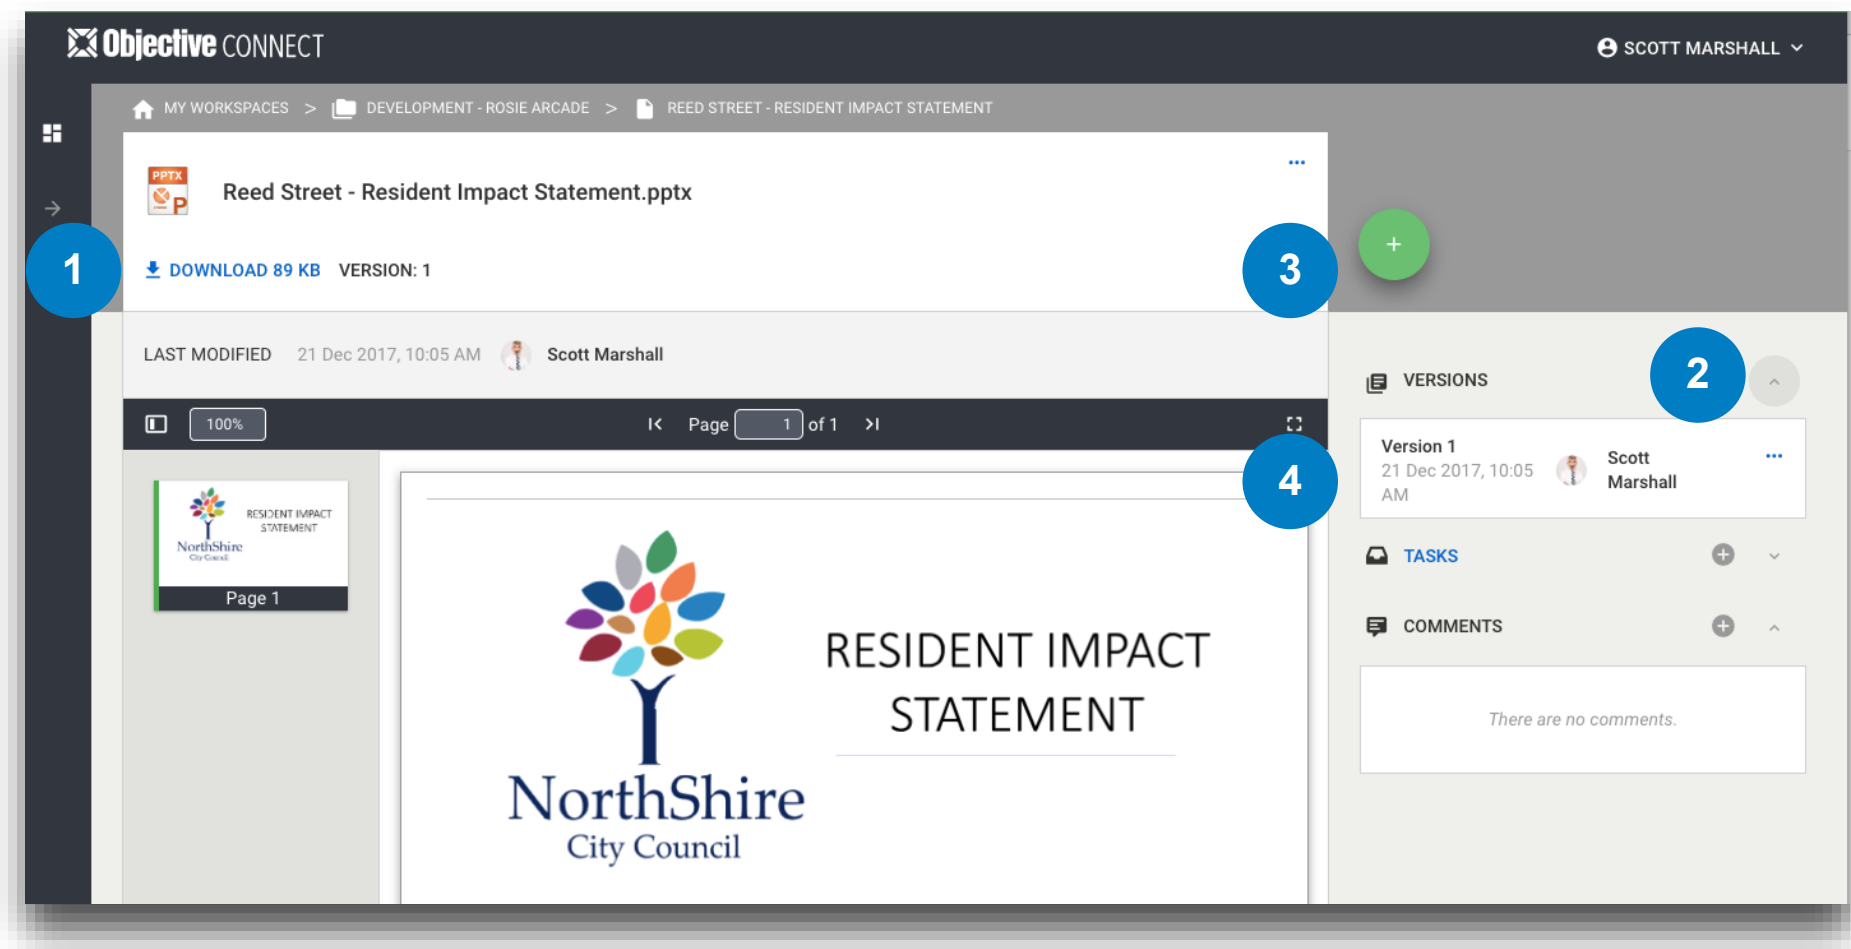 Objective CONNECT
SCOTT MARSHALL
MY WORKSPACES > DEVELOPMENT - ROSIE ARCADE > REED STREET - RESIDENT IMPACT STATEMENT
PPTX
P
Reed Street - Resident Impact Statement.pptx
1
DOWNLOAD 89 KB VERSION: 1
3
+
LAST MODIFIED 21 Dec 2017, 10:05 AM Scott Marshall
100%
Page 1 of 1
RESIDENT IMPACT
STATEMENT
NorthShire
City Council
Page 1
RESIDENT IMPACT
STATEMENT
NorthShire
City Council
4
VERSIONS
2
Version 1
21 Dec 2017, 10:05
AM
Scott
Marshall
TASKS
COMMENTS
There are no comments.